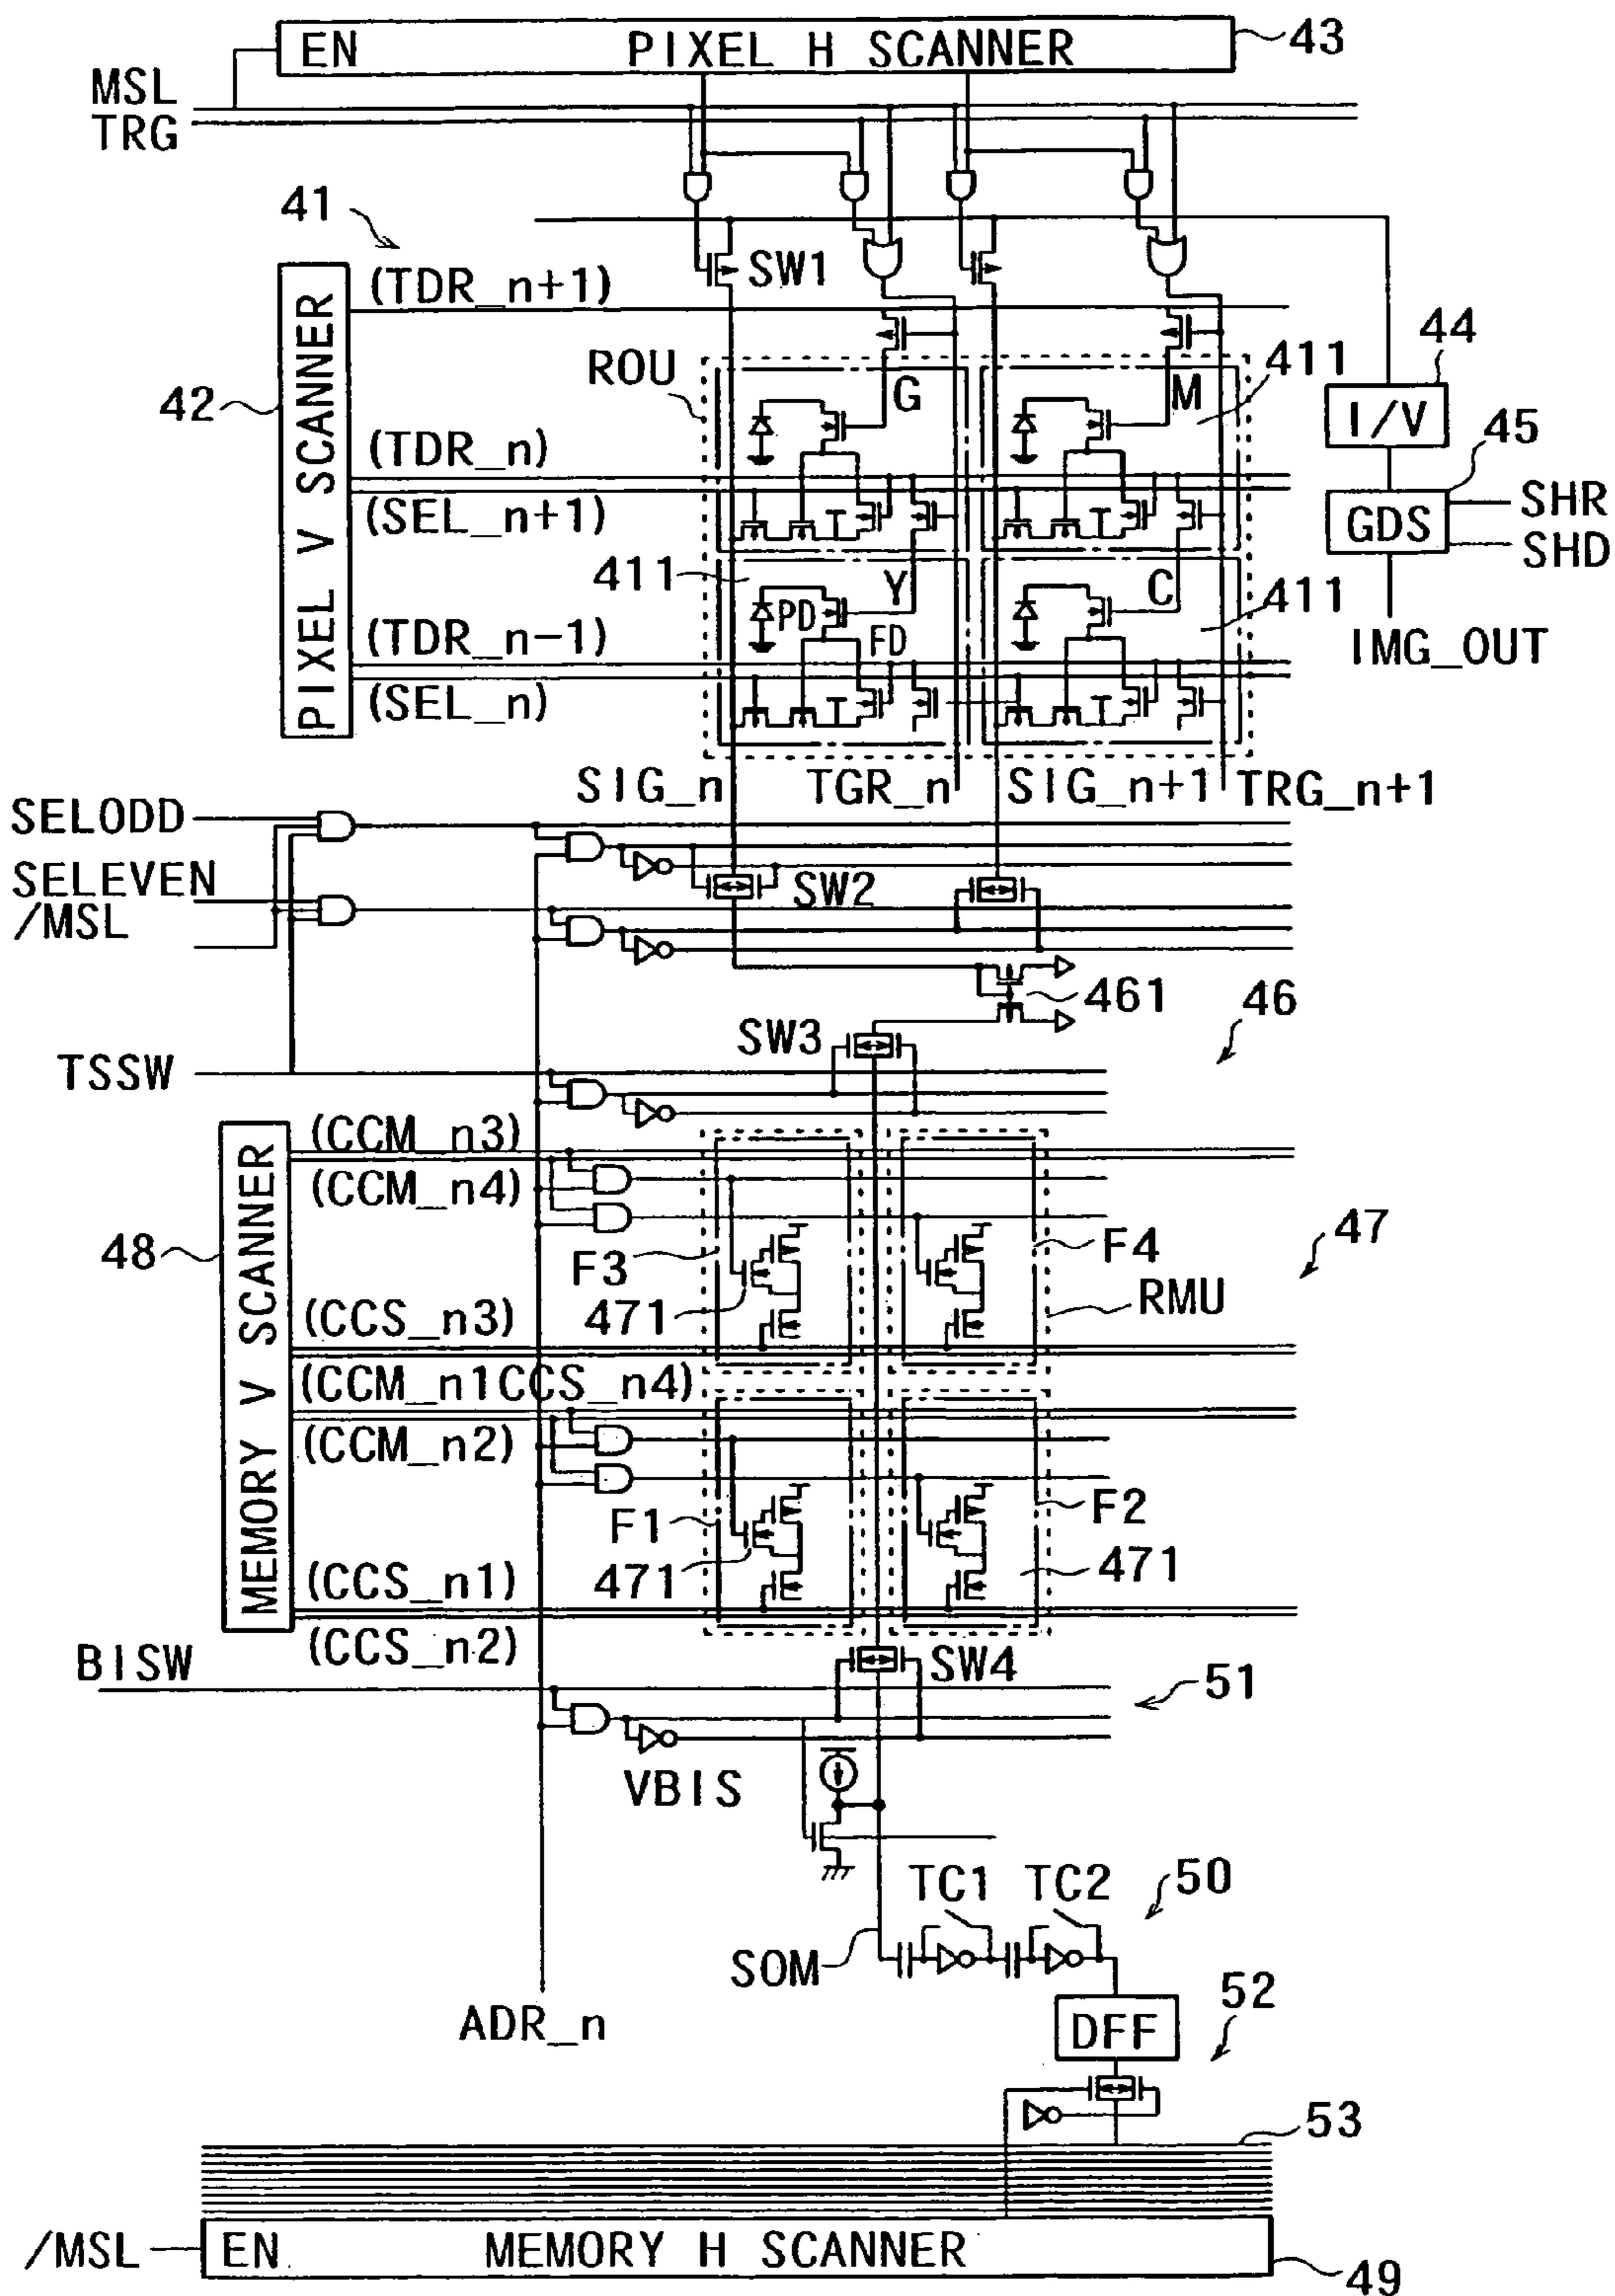 EN PIXEL H SCANNER 43
MSL
TRG
41
SW1
(TDR_n+1)
PIXEL V SCANNER
42
ROU
G
M
411
44
I/V
45
(TDR_n)
(SEL_n+1)
T
T
GDS
SHR
SHD
411
Y
C
411
PD
FD
(TDR_n-1)
IMG_OUT
(SEL_n)
T
T
SIG_n TGR_n SIG_n+1 TRG_n+1
SELODD
SELEVEN
/MSL
SW2
461
46
SW3
TSSW
(CCM_n3)
(CCM_n4)
MEMORY V SCANNER
48
F3
F4
47
471
RMU
(CCS_n3)
(CCM_n1CCS_n4)
(CCM_n2)
F1
F2
471
471
(CCS_n1)
(CCS_n2)
BISW
SW4
51
VBIS
TC1 TC2 50
SOM
ADR_n
DFF
52
53
/MSL EN MEMORY H SCANNER
49